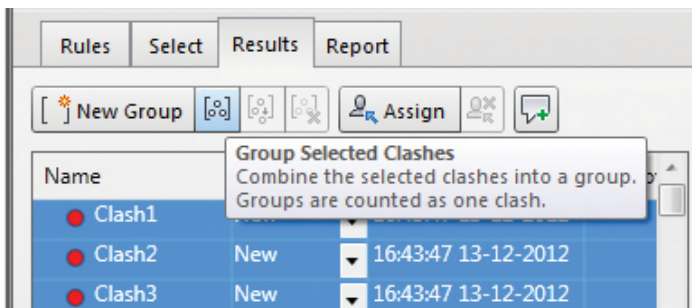 Rules Select Results Report
New Group Assign
Group Selected Clashes
Name Combine the selected clashes into a group.
Groups are counted as one clash.
Clash1 New
Clash2 New 16:43:47 13-12-2012
Clash3 New 16:43:47 13-12-2012